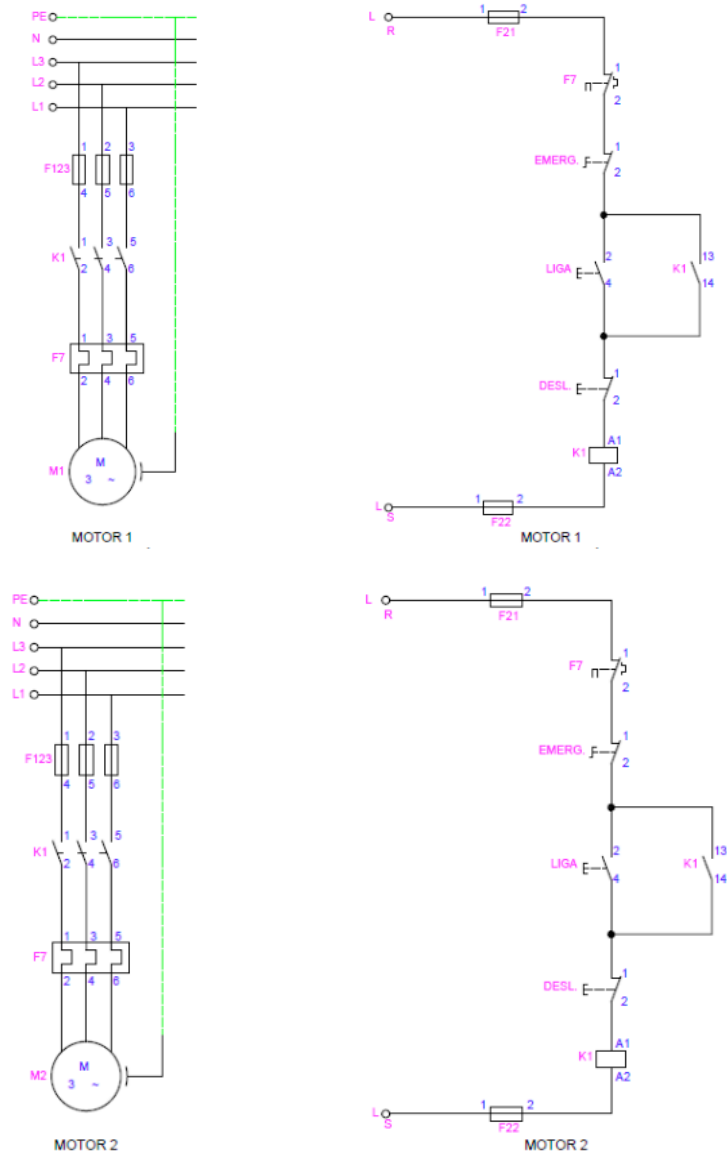 PE
N
L3
L2
L1
1 2 3
F123
4 5 6
1 3 5
K1
2 4 6
1 3 5
F7
2 4 6
M
3 ~
M1
MOTOR 1
L
R
1 2
F21
1
F7
2
1
EMERG.
2
2
LIGA
4
13
K1
14
1
DESL.
2
A1
K1
A2
L
S
1 2
F22
MOTOR 1
PE
N
L3
L2
L1
1 2 3
F123
4 5 6
1 3 5
K1
2 4 6
1 3 5
F7
2 4 6
M
3 ~
M2
MOTOR 2
L
R
1 2
F21
1
F7
2
1
EMERG.
2
2
LIGA
4
13
K1
14
1
DESL.
2
A1
K1
A2
L
S
1 2
F22
MOTOR 2